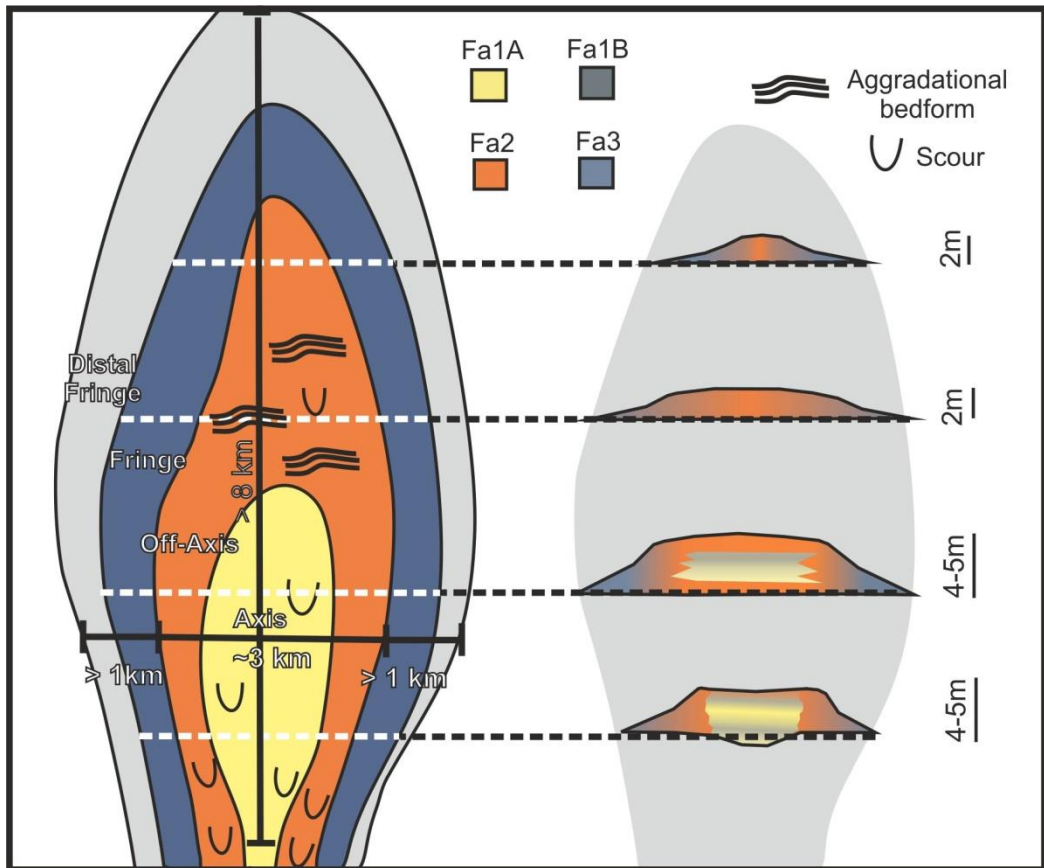 Fa1A
Fa1B
Fa2
Fa3
Aggradational
bedform
Scour
Distal
Fringe
Fringe
Off-Axis
Axis
< 8 km
~3 km
> 1km
> 1 km
2m
2m
4-5m
4-5m